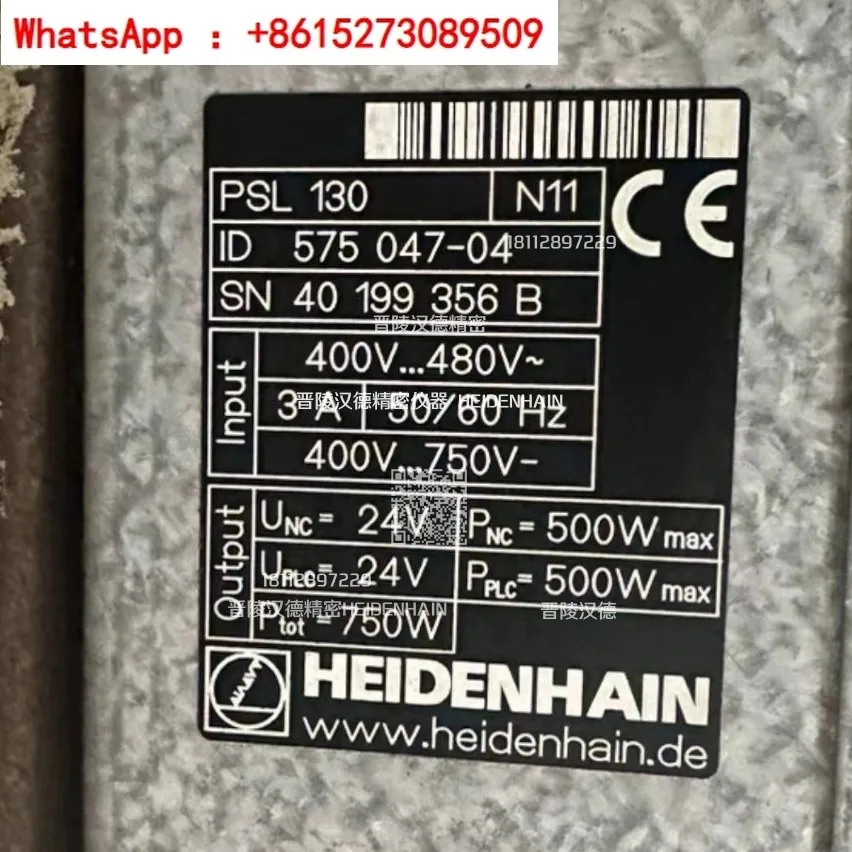 WhatsApp : +8615273089509
PSL 130 N11
CE
ID 575 047-04
18112897229
SN 40 199 356 B
晋陵汉德精密
Input
400V...480V~
3 A 50/60 Hz
晋陵汉德精密仪器 HEIDENHAIN
400V...750V-
Output
UNC= 24V PNC= 500W max
UPLC= 24V PPLC= 500W max
18112897229
晋陵汉德精密HEIDENHAIN 晋陵汉德
Ptot =750W
HEIDENHAIN
www.heidenhain.de